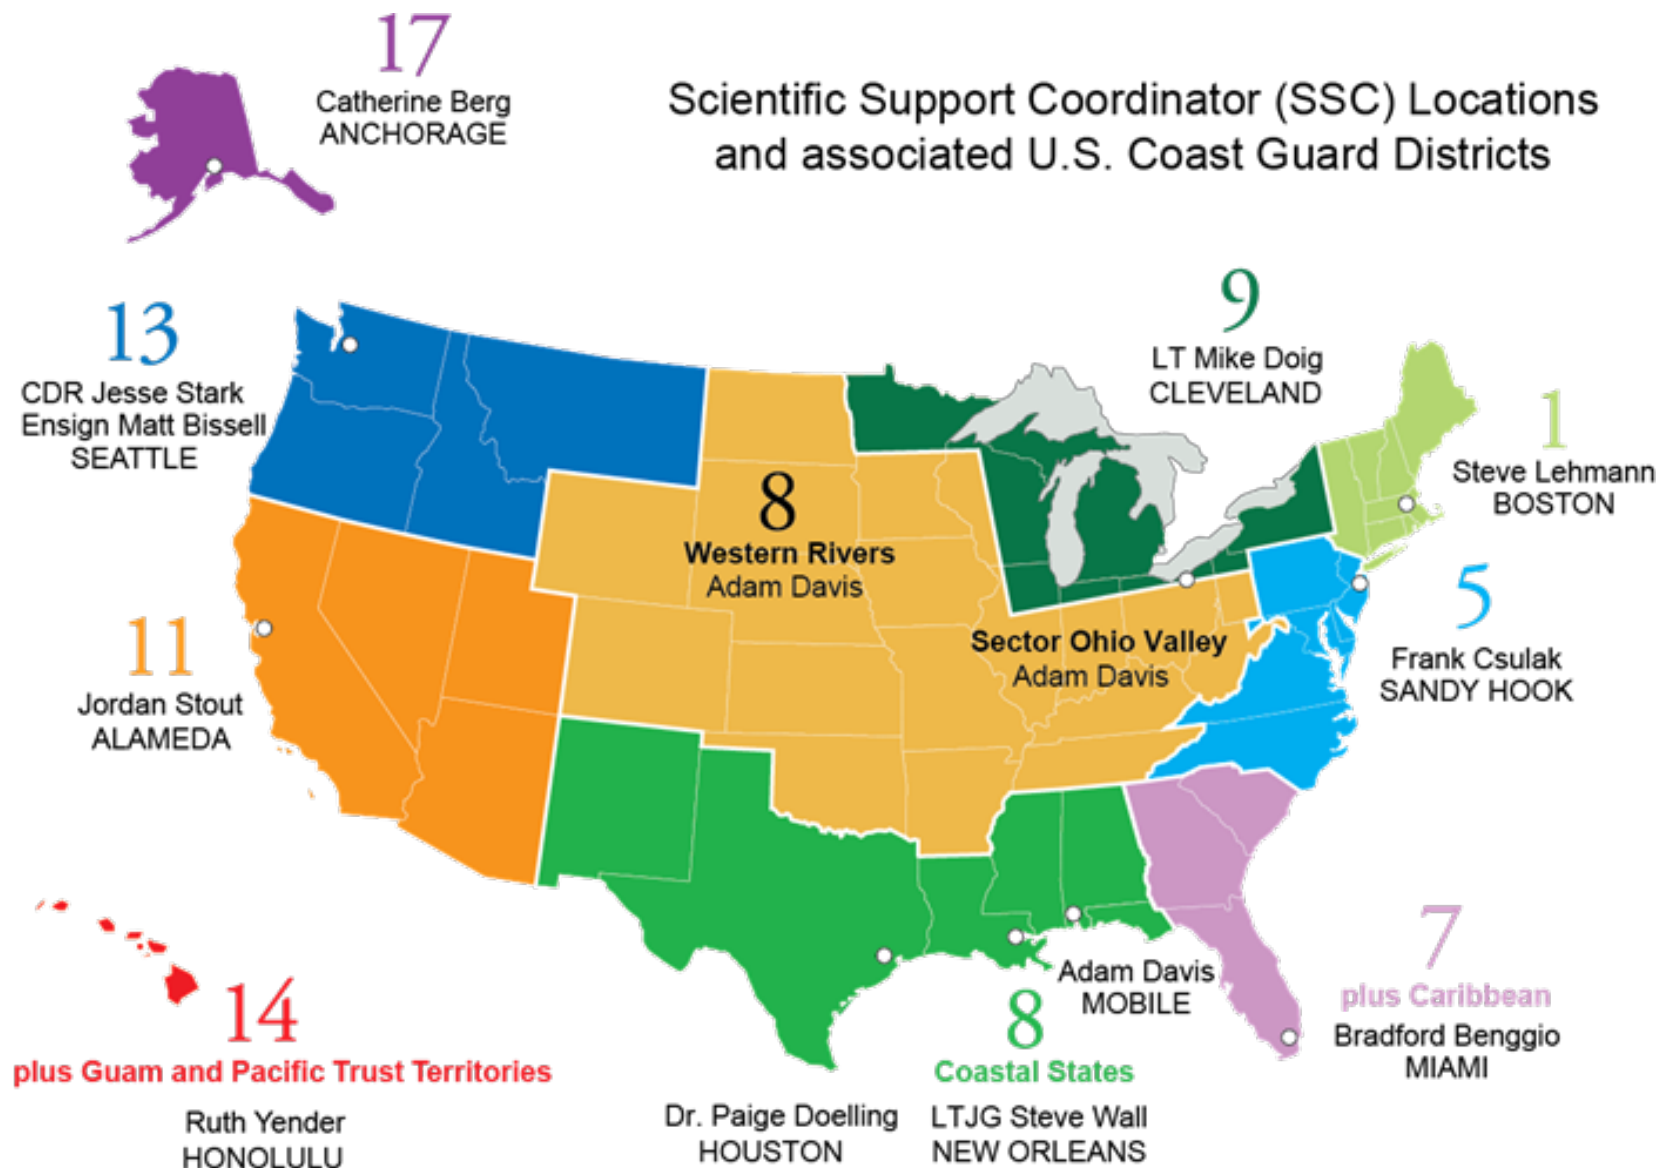 17
Catherine Berg
ANCHORAGE
Scientific Support Coordinator (SSC) Locations
and associated U.S. Coast Guard Districts
13
CDR Jesse Stark
Ensign Matt Bissell
SEATTLE
9
LT Mike Doig
CLEVELAND
1
Steve Lehmann
BOSTON
8
Western Rivers
Adam Davis
Sector Ohio Valley
Adam Davis
5
Frank Csulak
SANDY HOOK
11
Jordan Stout
ALAMEDA
14
plus Guam and Pacific Trust Territories
Ruth Yender
HONOLULU
Dr. Paige Doelling
HOUSTON
Adam Davis
MOBILE
8
Coastal States
LTJG Steve Wall
NEW ORLEANS
7
plus Caribbean
Bradford Benggio
MIAMI